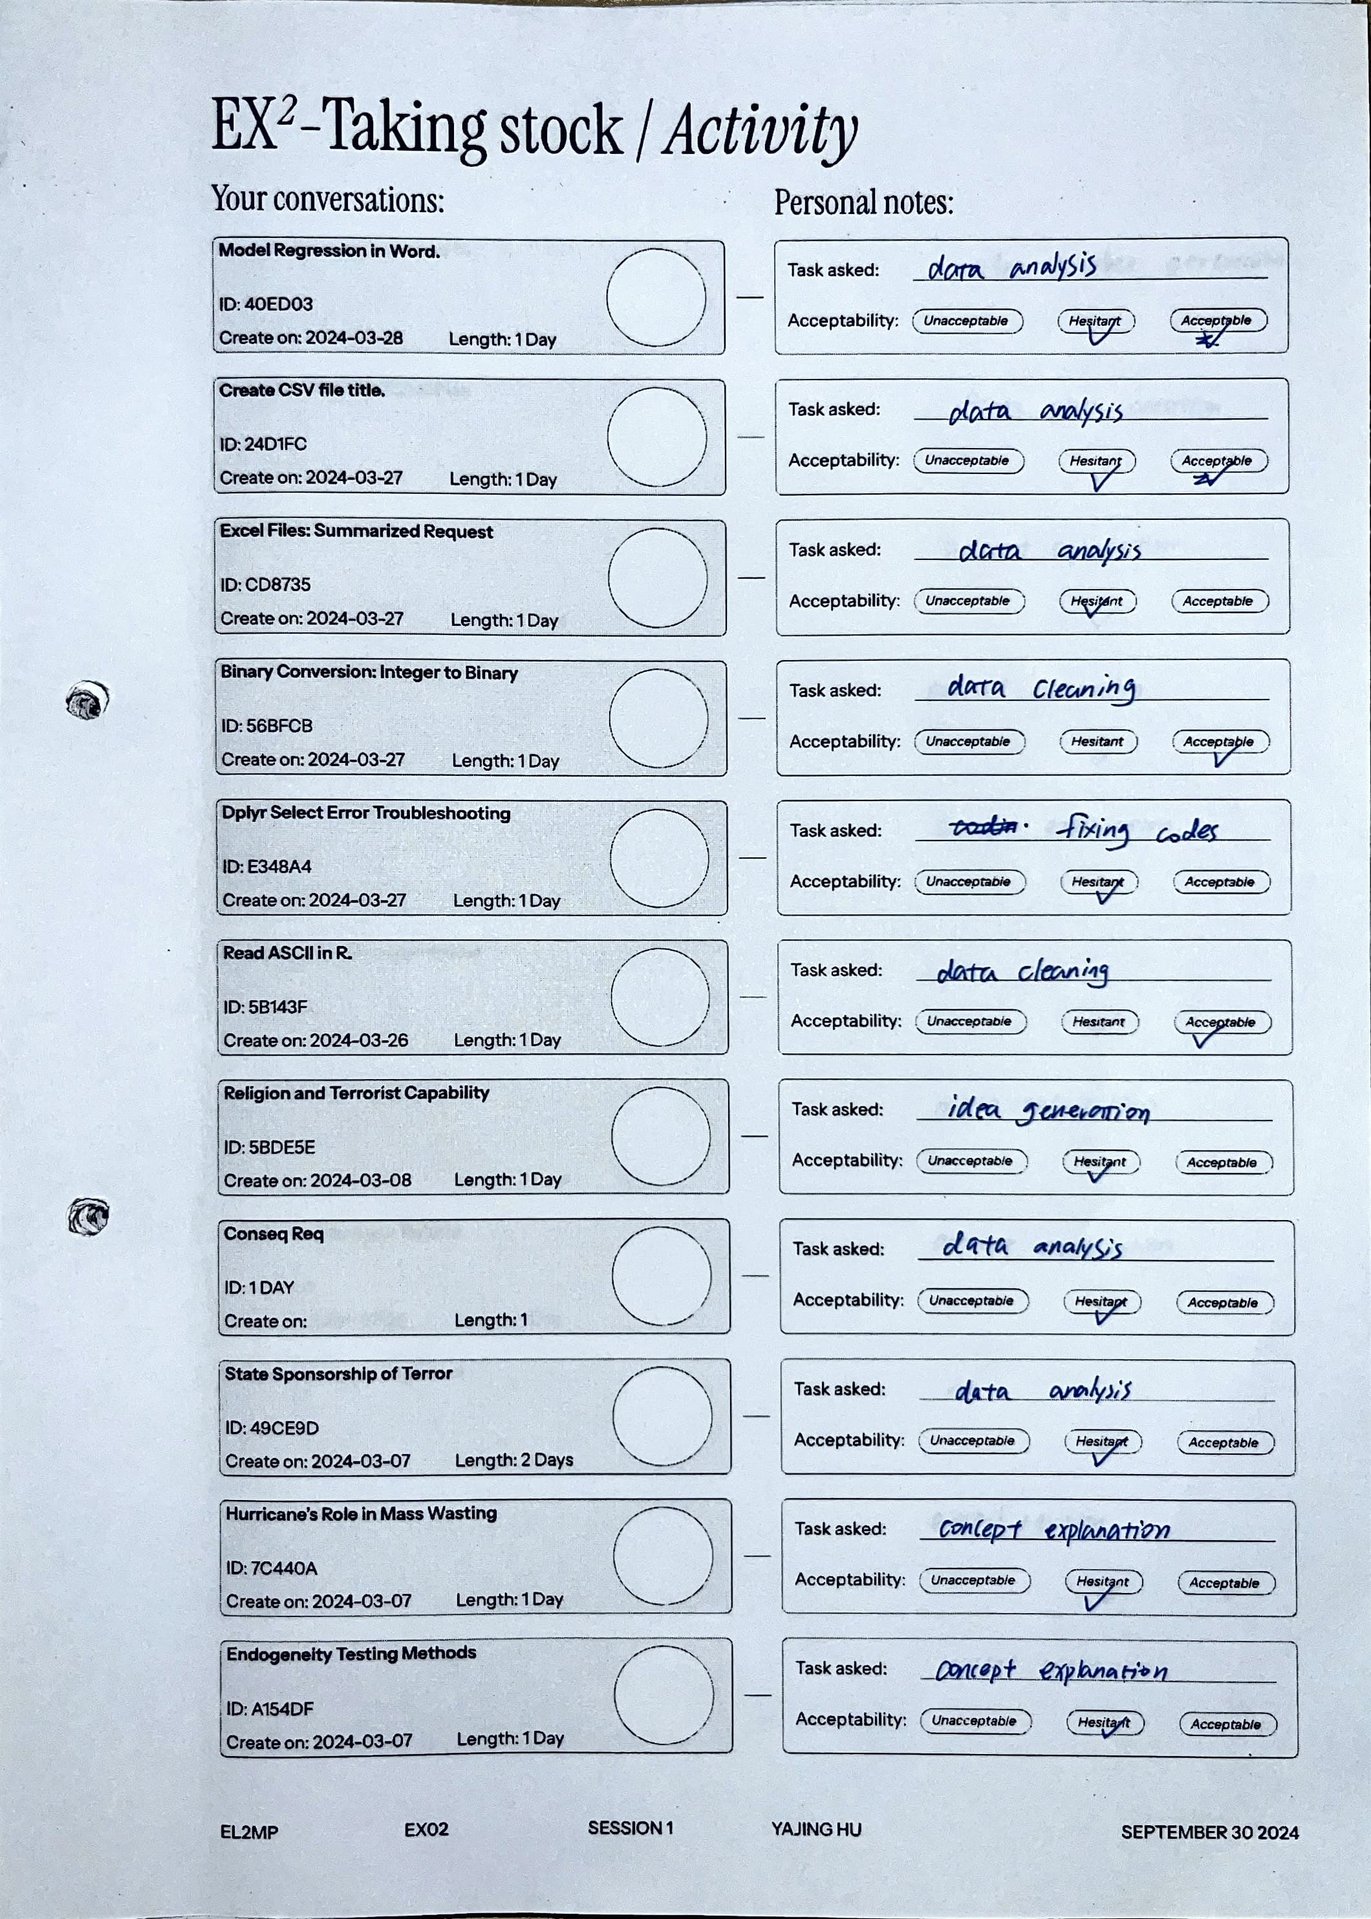 EX²-Taking stock / Activity
Your conversations:
Personal notes:
Model Regression in Word.
ID: 40ED03
Create on: 2024-03-28 Length: 1 Day
Task asked: data analysis
Acceptability: Unacceptable Hesitant Acceptable
Create CSV file title.
ID: 24D1FC
Create on: 2024-03-27 Length: 1 Day
Task asked: data analysis
Acceptability: Unacceptable Hesitant Acceptable
Excel Files: Summarized Request
ID: CD8735
Create on: 2024-03-27 Length: 1 Day
Task asked: data analysis
Acceptability: Unacceptable Hesitant Acceptable
Binary Conversion: Integer to Binary
ID: 56BFCB
Create on: 2024-03-27 Length: 1 Day
Task asked: data cleaning
Acceptability: Unacceptable Hesitant Acceptable
Dplyr Select Error Troubleshooting
ID: E348A4
Create on: 2024-03-27 Length: 1 Day
Task asked: fixing codes
Acceptability: Unacceptable Hesitant Acceptable
Read ASCII in R.
ID: 5B143F
Create on: 2024-03-26 Length: 1 Day
Task asked: data cleaning
Acceptability: Unacceptable Hesitant Acceptable
Religion and Terrorist Capability
ID: 5BDE5E
Create on: 2024-03-08 Length: 1 Day
Task asked: idea generation
Acceptability: Unacceptable Hesitant Acceptable
Conseq Req
ID: 1 DAY
Create on: Length: 1
Task asked: data analysis
Acceptability: Unacceptable Hesitant Acceptable
State Sponsorship of Terror
ID: 49CE9D
Create on: 2024-03-07 Length: 2 Days
Task asked: data analysis
Acceptability: Unacceptable Hesitant Acceptable
Hurricane's Role in Mass Wasting
ID: 7C440A
Create on: 2024-03-07 Length: 1 Day
Task asked: concept explanation
Acceptability: Unacceptable Hesitant Acceptable
Endogeneity Testing Methods
ID: A154DF
Create on: 2024-03-07 Length: 1 Day
Task asked: concept explanation
Acceptability: Unacceptable Hesitant Acceptable
EL2MP EX02 SESSION 1 YAJING HU SEPTEMBER 30 2024